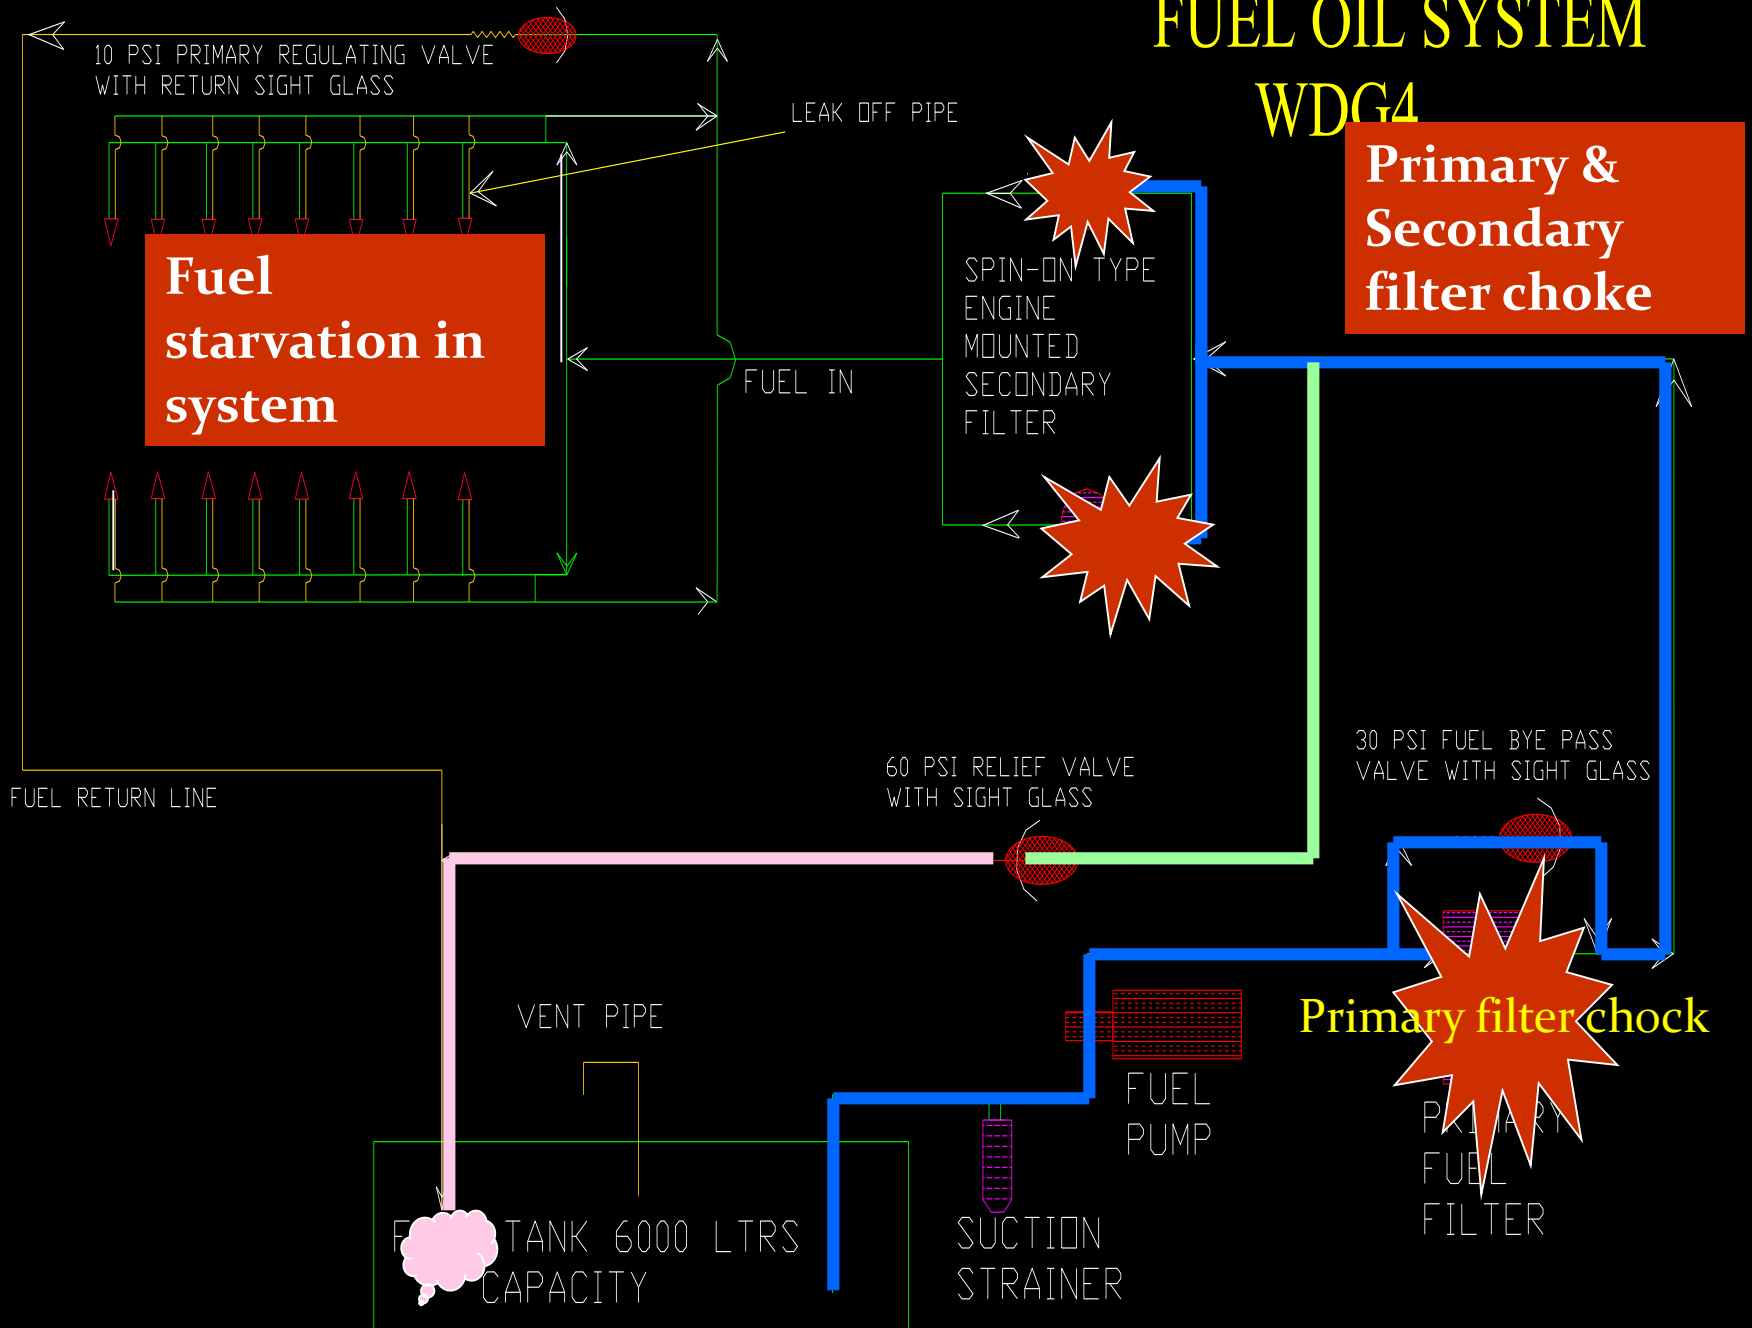 FUEL OIL SYSTEM
WDG4
10 PSI PRIMARY REGULATING VALVE
WITH RETURN SIGHT GLASS
LEAK OFF PIPE
Primary &
Secondary
filter choke
Fuel
starvation in
system
SPIN-ON TYPE
ENGINE
MOUNTED
SECONDARY
FILTER
FUEL IN
30 PSI FUEL BYE PASS
VALVE WITH SIGHT GLASS
60 PSI RELIEF VALVE
WITH SIGHT GLASS
FUEL RETURN LINE
VENT PIPE
Primary filter chock
FUEL
PUMP
PRIMARY
FUEL
FILTER
TANK 6000 LTRS
CAPACITY
SUCTION
STRAINER